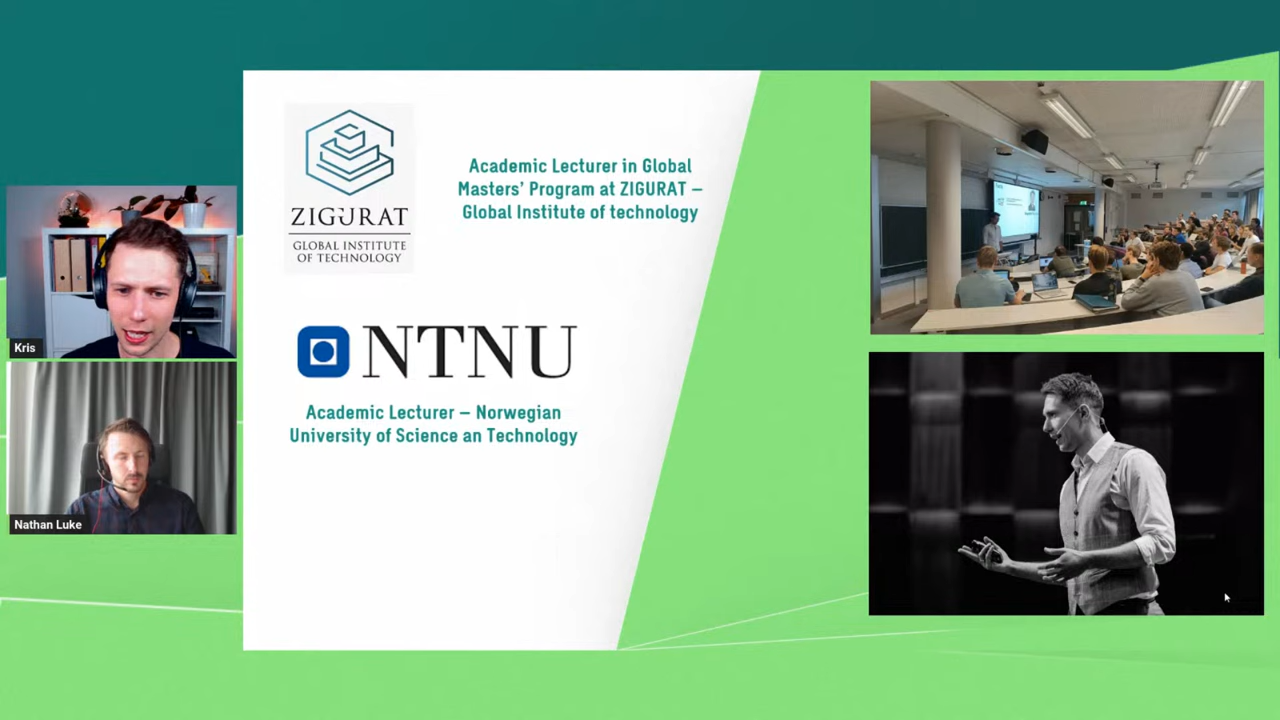 ZIGURAT
GLOBAL INSTITUTE
OF TECHNOLOGY
Academic Lecturer in Global
Masters' Program at ZIGURAT –
Global Institute of technology
NTNU
Academic Lecturer – Norwegian
University of Science an Technology
Kris
Nathan Luke